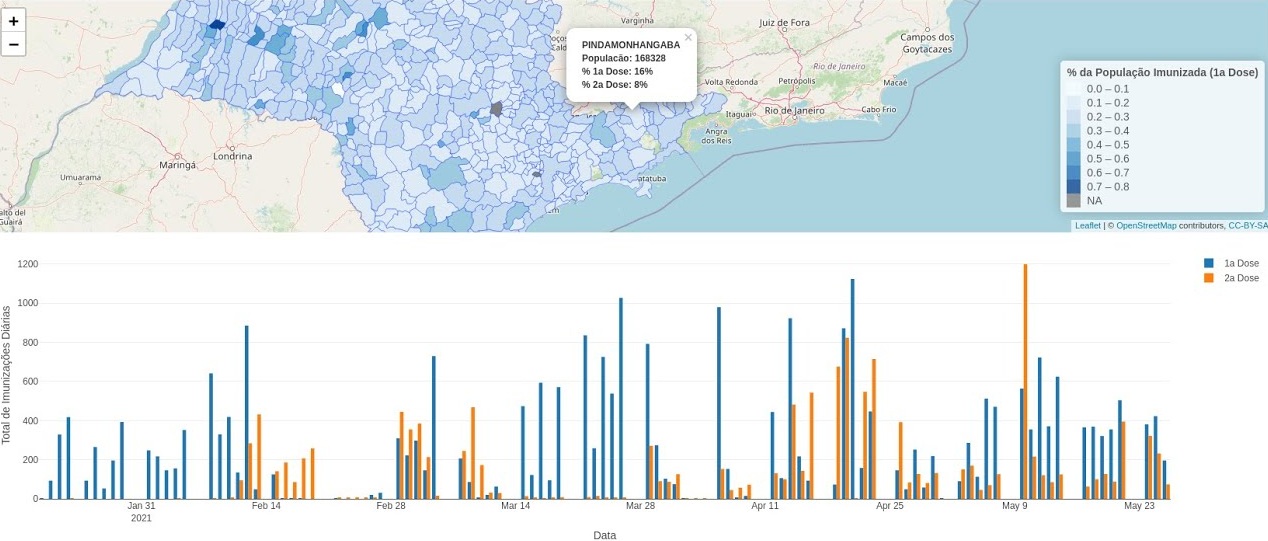 +
−
Varginha
Juiz de Fora
Campos dos
Goytacazes
×
PINDAMONHANGABA
População: 168328
% 1a Dose: 16%
% 2a Dose: 8%
Rio de Janeiro
Volta Redonda
Petrópolis
Macaé
Rio de Janeiro
Cabo Frio
Itaguaí
Angra
dos Reis
Londrina
Maringá
Umuarama
alto del
Guairá
atatuba
% da População Imunizada (1a Dose)
0.0 – 0.1
0.1 – 0.2
0.2 – 0.3
0.3 – 0.4
0.4 – 0.5
0.5 – 0.6
0.6 – 0.7
0.7 – 0.8
NA
Leaflet | © OpenStreetMap contributors, CC-BY-SA
1a Dose
2a Dose
Total de Imunizações Diárias
1200
1000
800
600
400
200
0
Jan 31
2021
Feb 14
Feb 28
Mar 14
Mar 28
Apr 11
Apr 25
May 9
May 23
Data